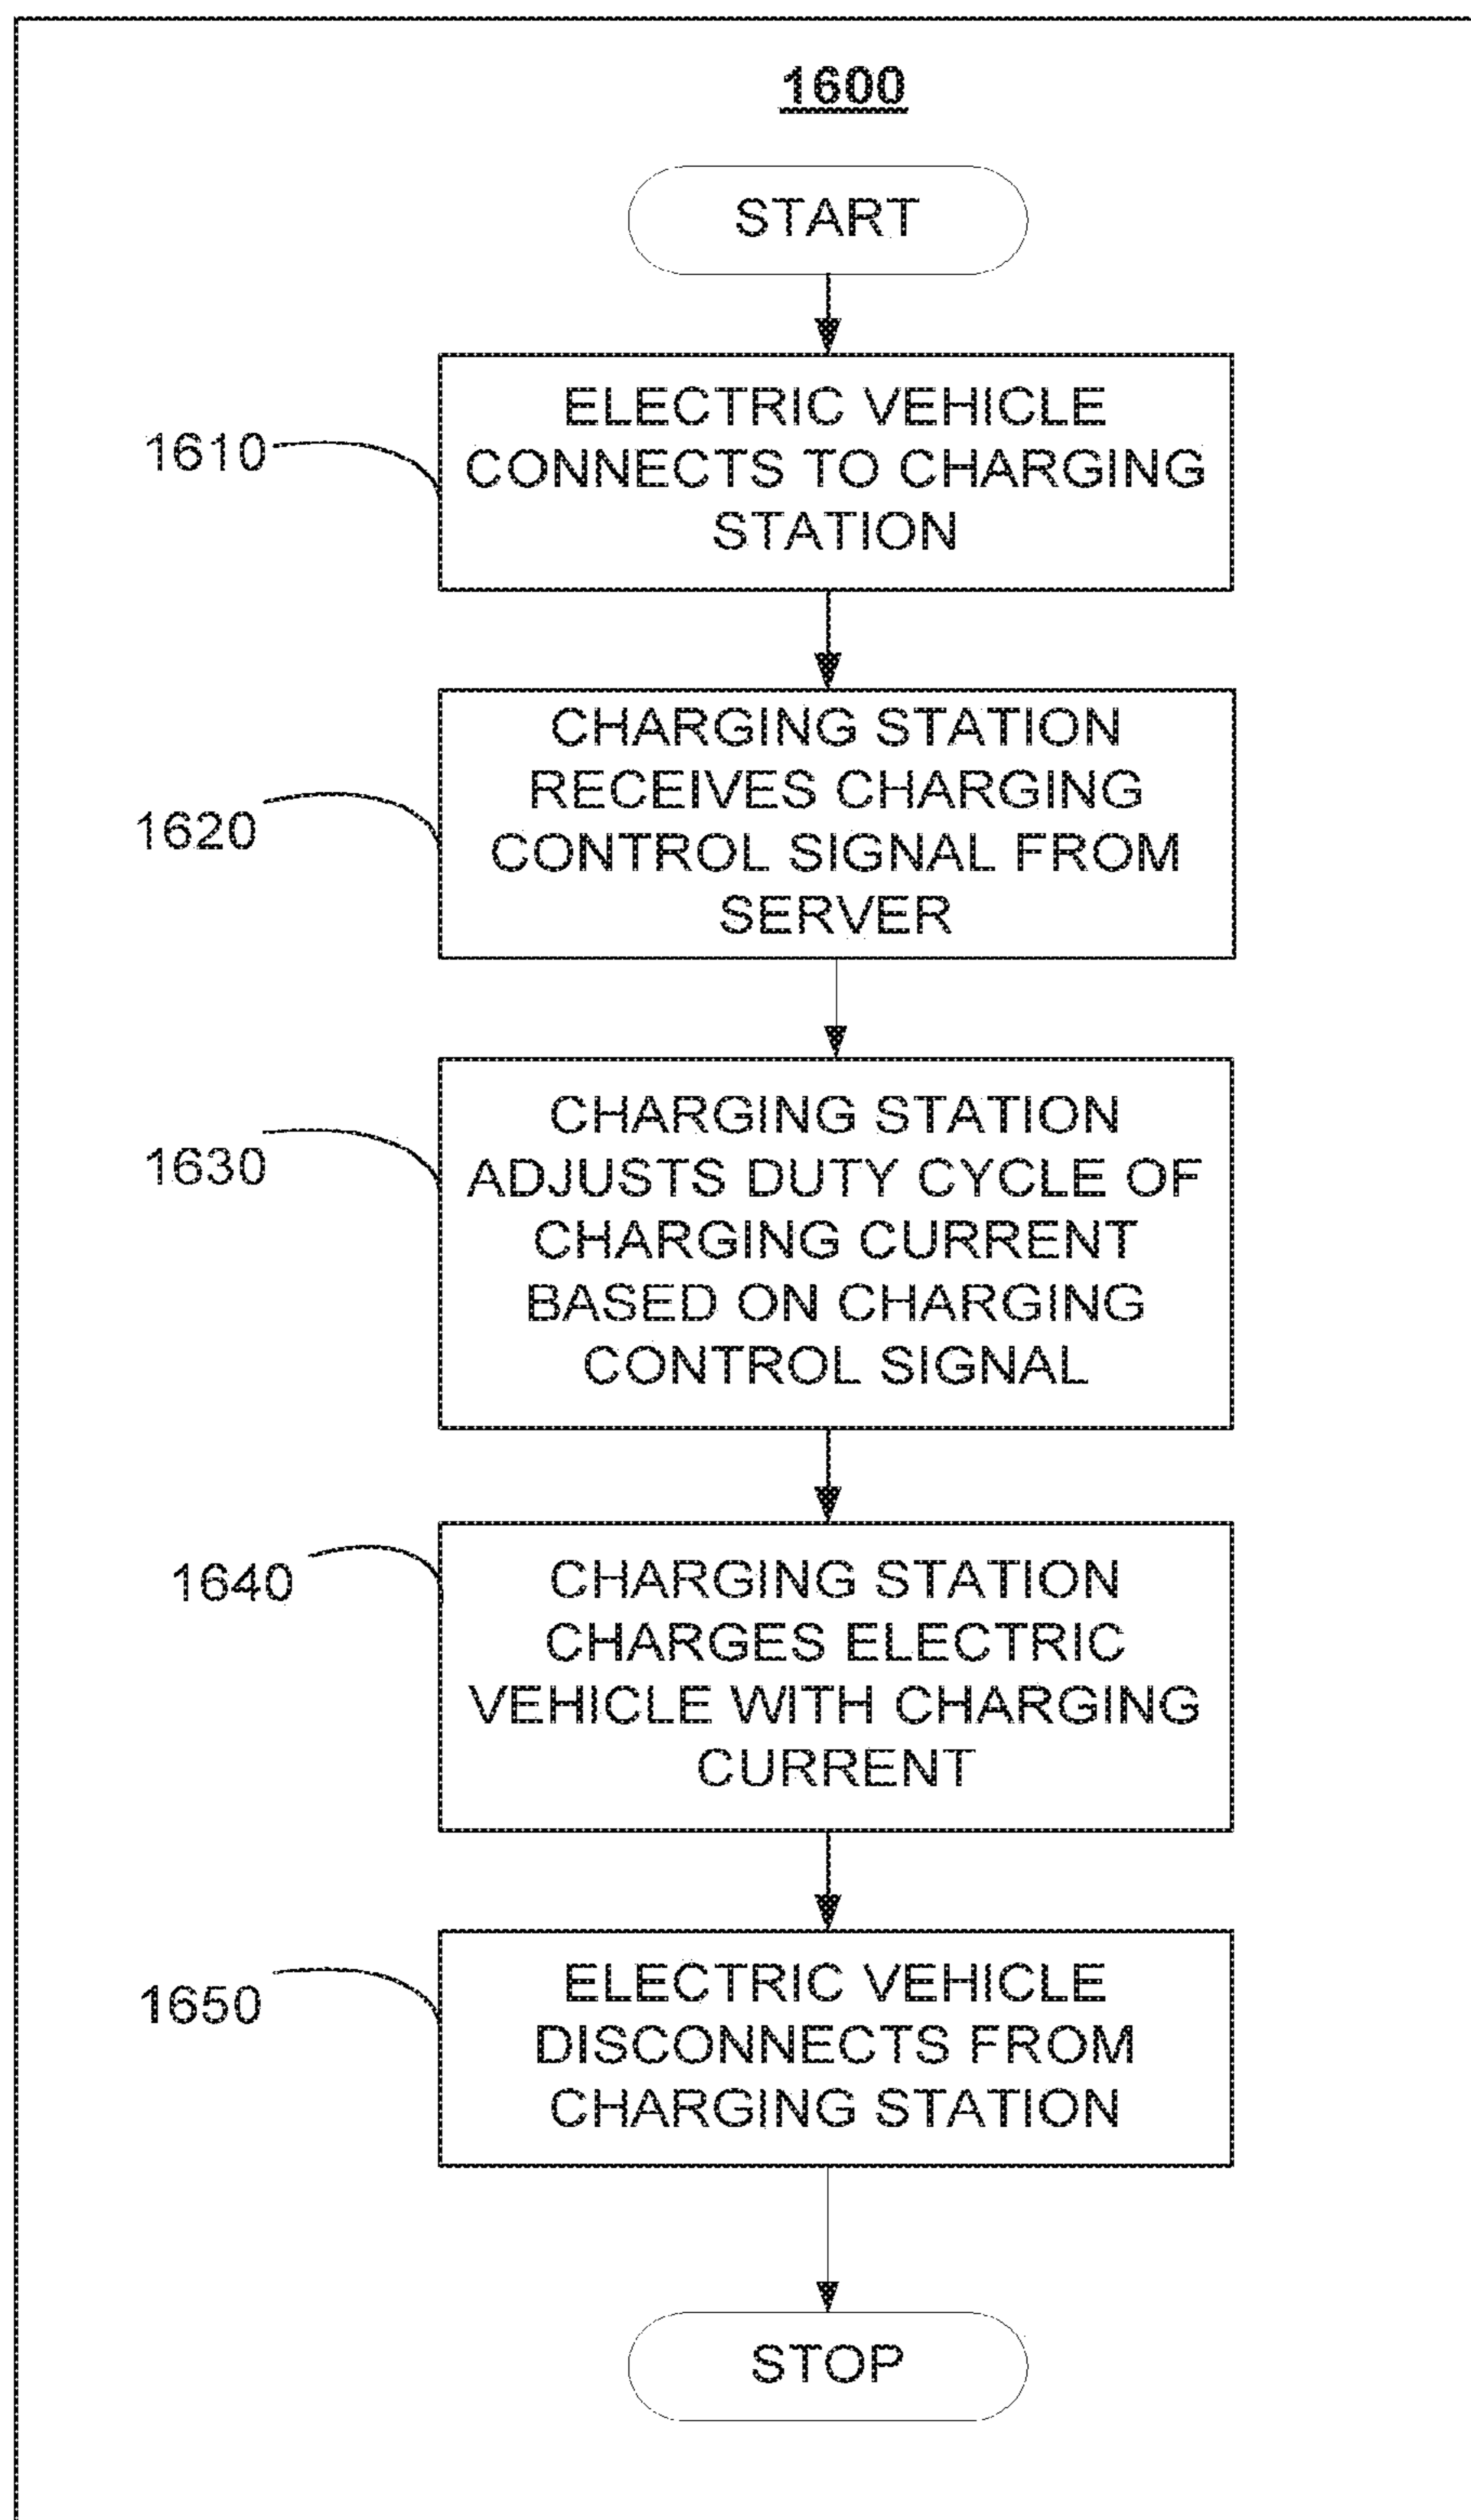 1600
START
1610
ELECTRIC VEHICLE
CONNECTS TO CHARGING
STATION
1620
CHARGING STATION
RECEIVES CHARGING
CONTROL SIGNAL FROM
SERVER
1630
CHARGING STATION
ADJUSTS DUTY CYCLE OF
CHARGING CURRENT
BASED ON CHARGING
CONTROL SIGNAL
1640
CHARGING STATION
CHARGES ELECTRIC
VEHICLE WITH CHARGING
CURRENT
1650
ELECTRIC VEHICLE
DISCONNECTS FROM
CHARGING STATION
STOP